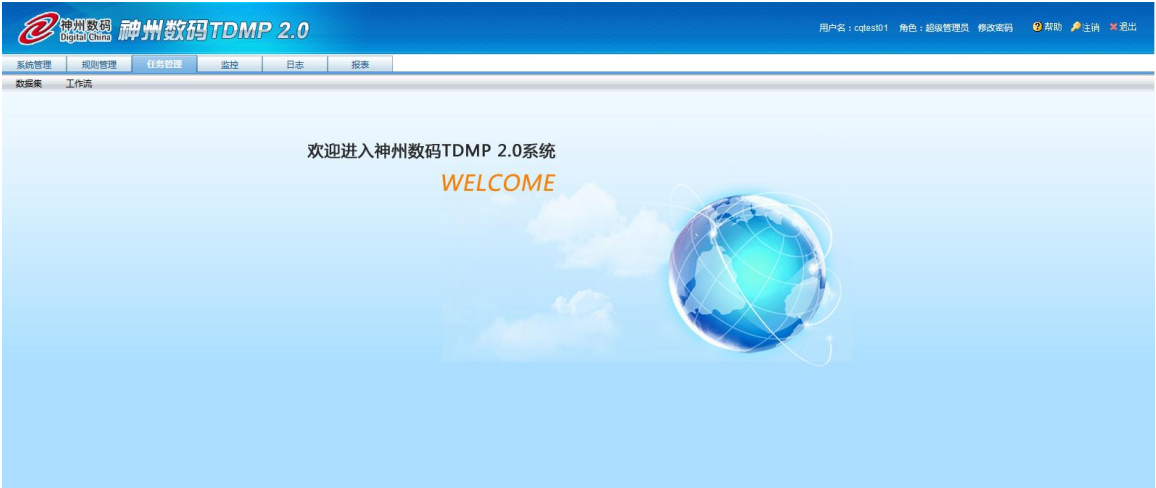 神州数码
Digital China
神州数码TDMP 2.0
用户名：cqtest01 角色：超级管理员 修改密码 帮助 注销 退出
系统管理 规则管理 任务管理 监控 日志 报表
数据集 工作流
欢迎进入神州数码TDMP 2.0系统
WELCOME